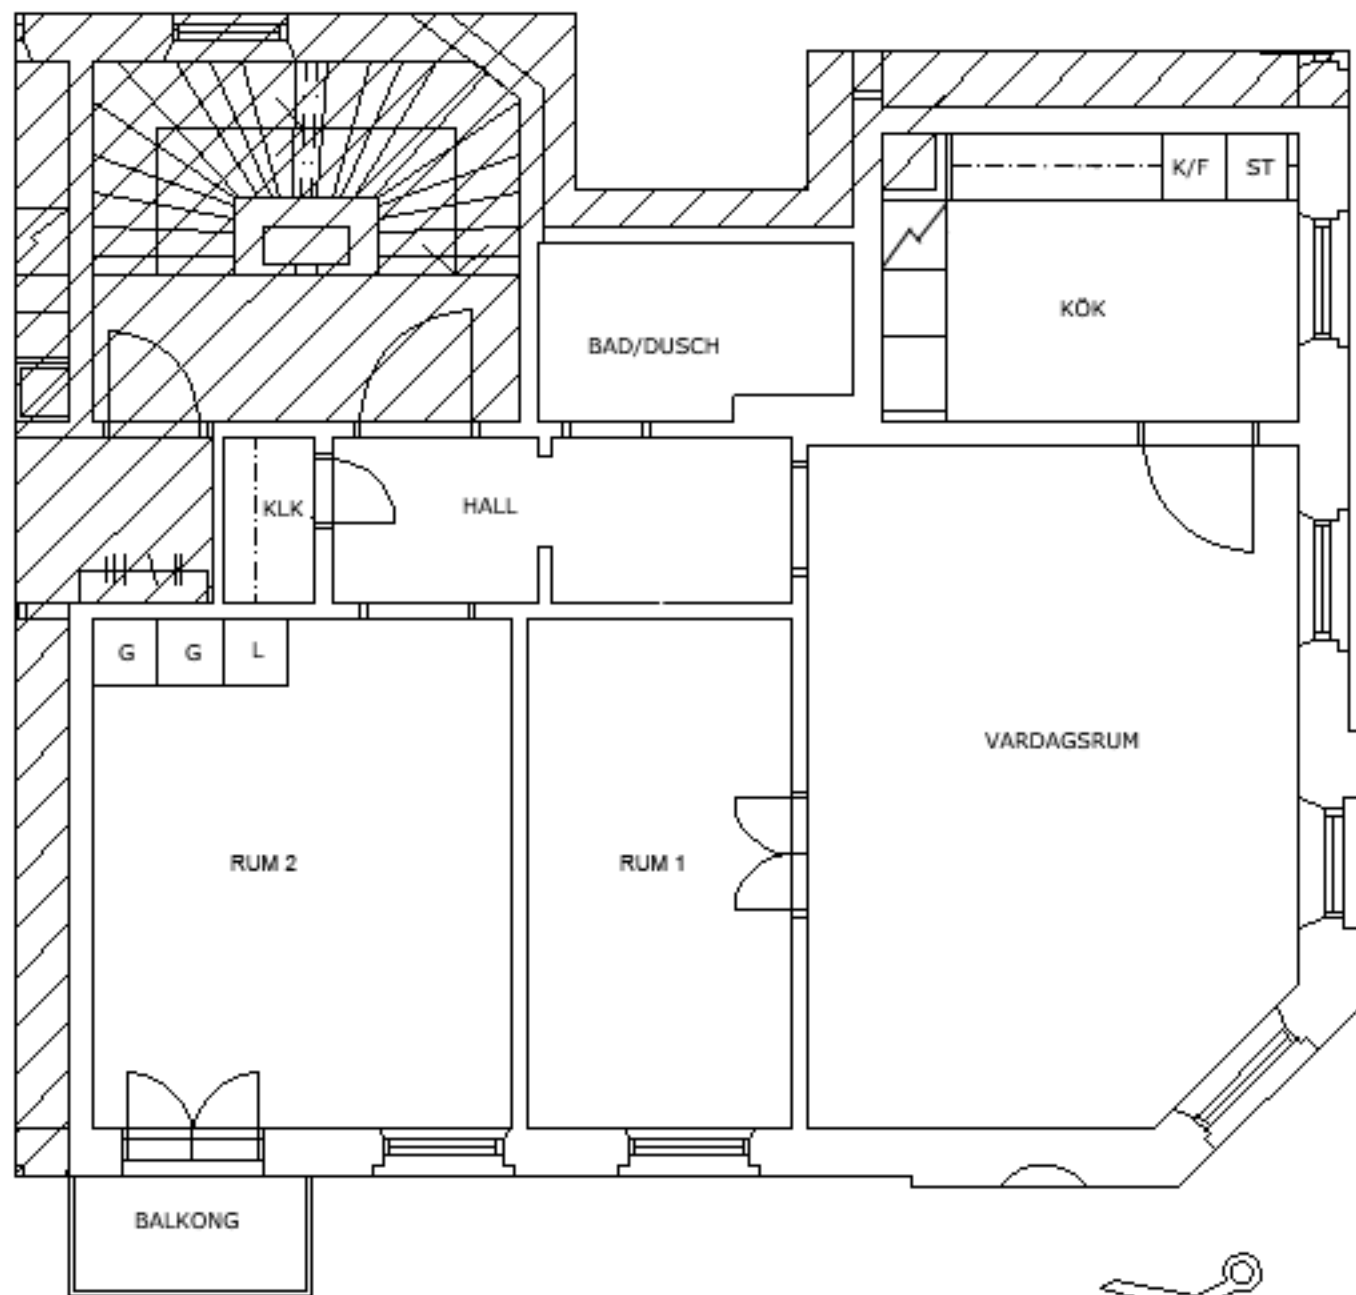 K/F ST
KÖK
BAD/DUSCH
KLK
HALL
G G L
VARDAGSRUM
RUM 2
RUM 1
BALKONG